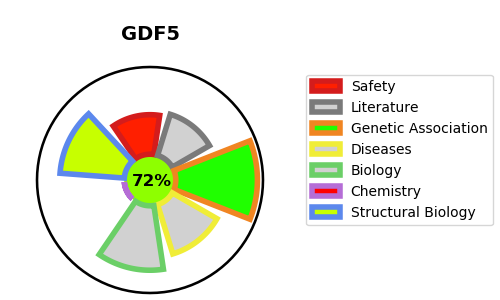 GDF5
72%
Safety
Literature
Genetic Association
Diseases
Biology
Chemistry
Structural Biology